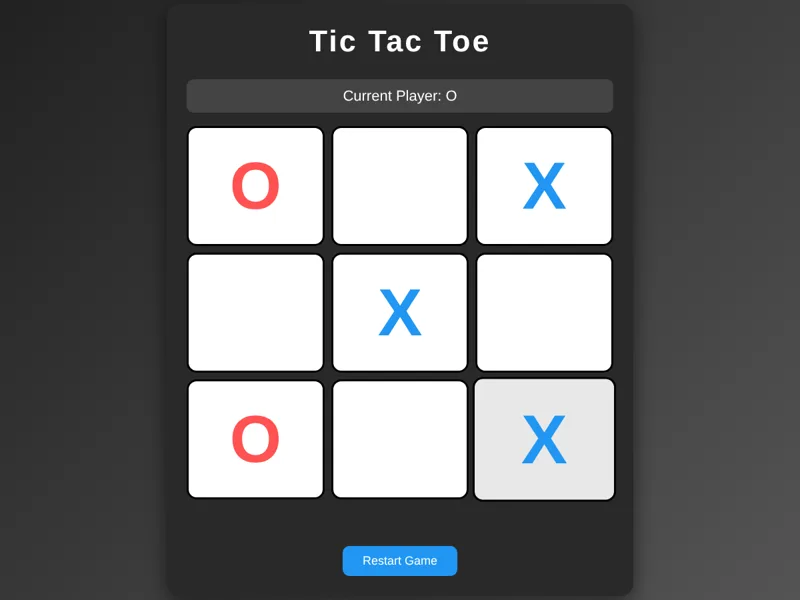 Tic Tac Toe
Current Player: O
O X
X
O X
Restart Game